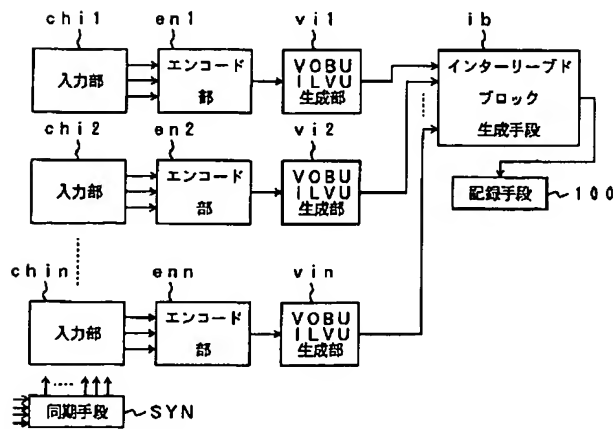 chi1 en1 vi1 ib
入力部
エンコード
部
VOBU
ILVU
生成部
インターリーブド
ブロック
生成手段
chi2 en2 vi2
入力部
エンコード
部
VOBU
ILVU
生成部
記録手段
100
chin enn vin
入力部
エンコード
部
VOBU
ILVU
生成部
同期手段
SYN